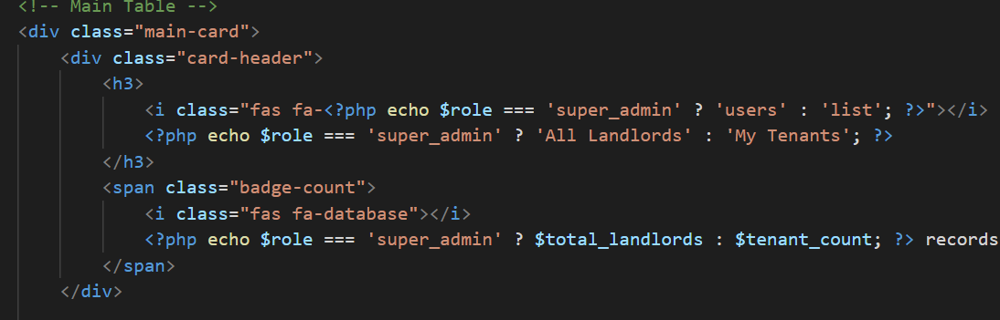 <!-- Main Table -->
<div class="main-card">
<div class="card-header">
<h3>
<i class="fas fa-<?php echo $role === 'super_admin' ? 'users' : 'list'; ?>"></i>
<?php echo $role === 'super_admin' ? 'All Landlords' : 'My Tenants'; ?>
</h3>
<span class="badge-count">
<i class="fas fa-database"></i>
<?php echo $role === 'super_admin' ? $total_landlords : $tenant_count; ?> records
</span>
</div>